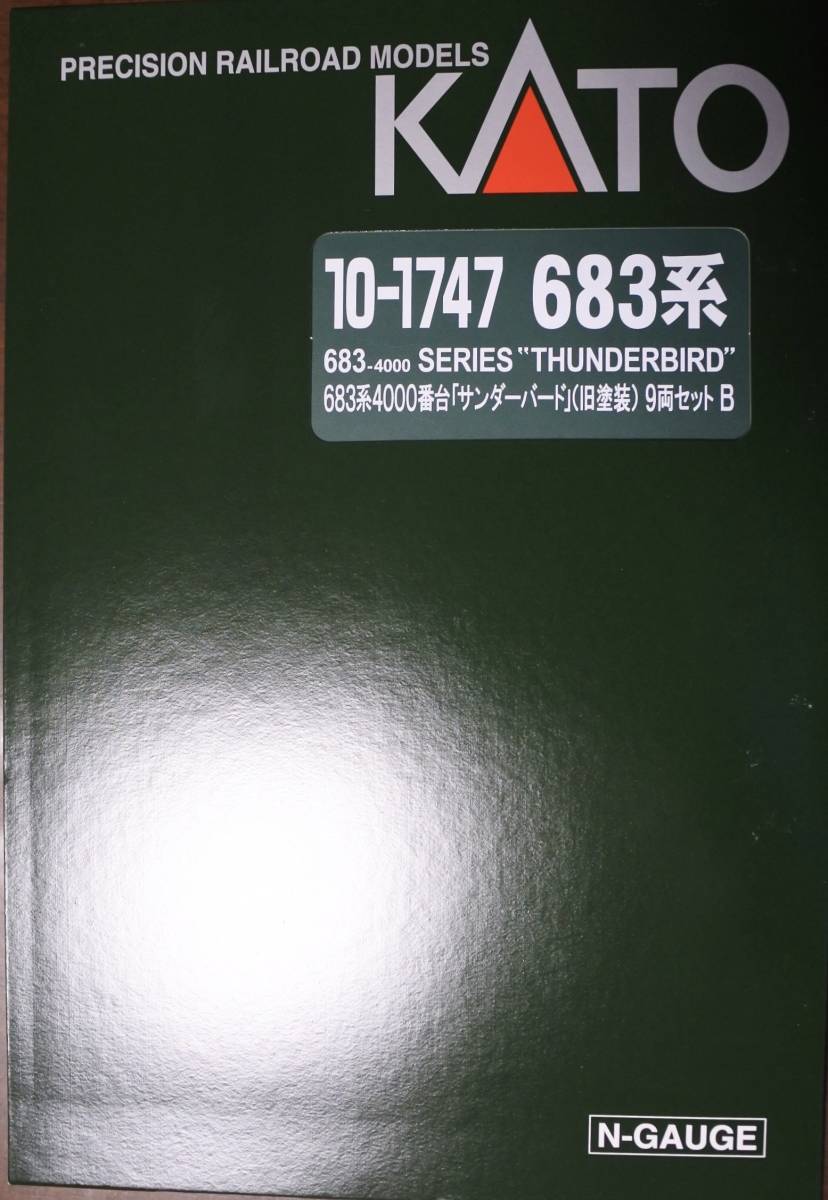 PRECISION RAILROAD MODELS
KATO
10-1747 683系
683-4000 SERIES "THUNDERBIRD"
683系4000番台「サンダーバード」(旧塗装) 9両セット B
N-GAUGE